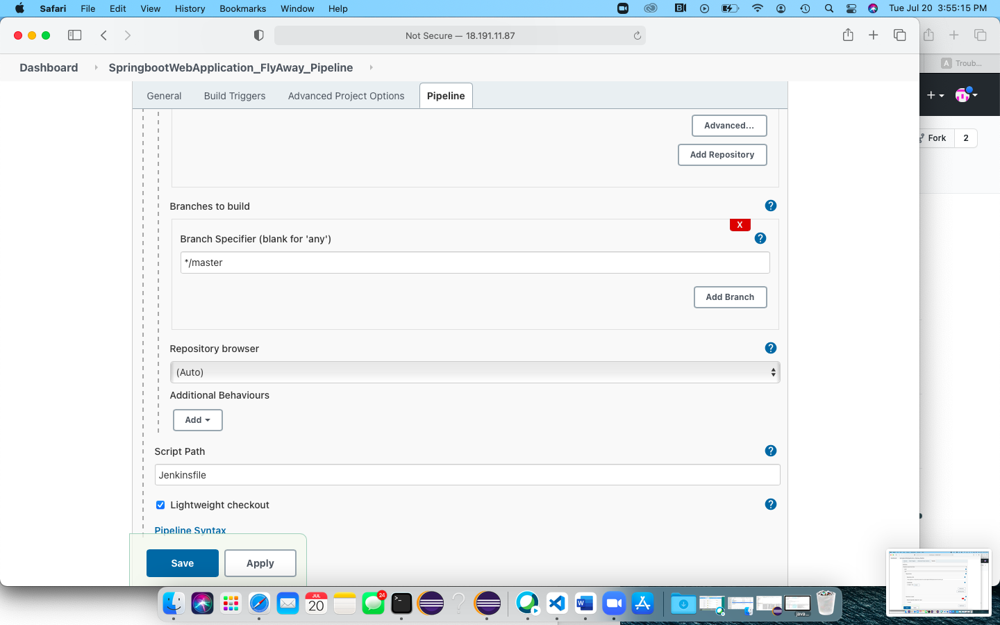 Safari File Edit View History Bookmarks Window Help Tue Jul 20 3:55:15 PM
Not Secure — 18.191.11.87
Dashboard SpringbootWebApplication_FlyAway_Pipeline
A Troub...
General Build Triggers Advanced Project Options Pipeline
Advanced...
Fork 2
Add Repository
Branches to build
X
Branch Specifier (blank for 'any')
*/master
Add Branch
Repository browser
(Auto)
Additional Behaviours
Add
Script Path
Jenkinsfile
Lightweight checkout
Pipeline Syntax
Save Apply
JUL
20
24
java...